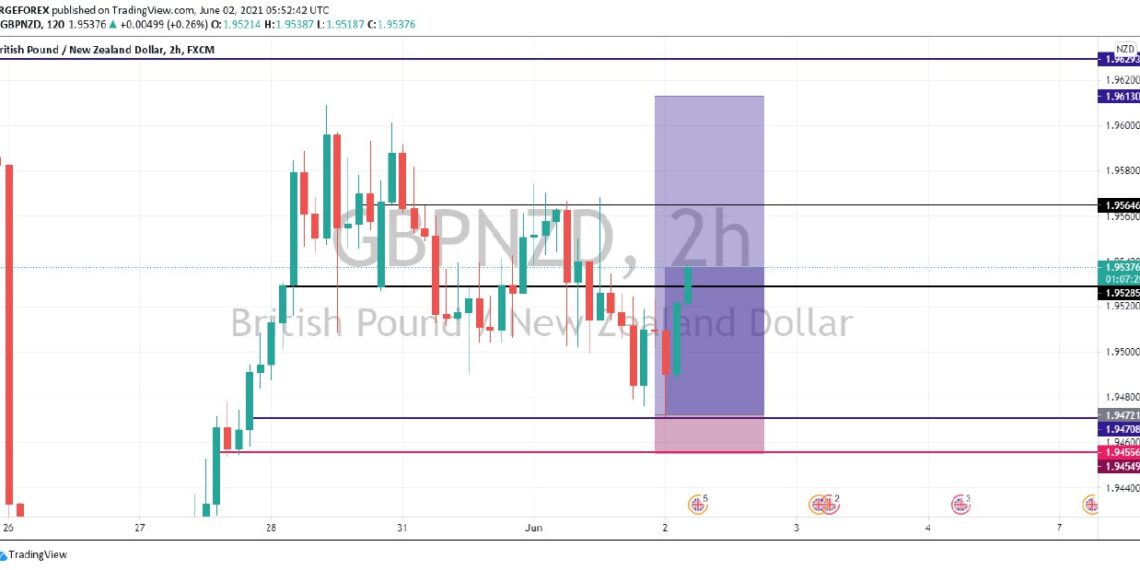 RGEFOREX published on TradingView.com, June 02, 2021 05:52:42 UTC
GBPNZD, 120 1.95376 ▲ +0.00499 (+0.26%) O:1.95214 H:1.95387 L:1.95187 C:1.95376
ritish Pound / New Zealand Dollar, 2h, FXCM
NZD
1.96293
1.96200
1.96130
1.96000
1.95800
1.95646
1.95600
GBPNZD, 2h
1.95376
01:07:2
1.95285
1.95200
British Pound / New Zealand Dollar
1.95000
1.94800
1.94721
1.94708
1.94600
1.94556
1.94549
1.94400
5
2
3
26 27 28 31 Jun 2 3 4 7
TradingView